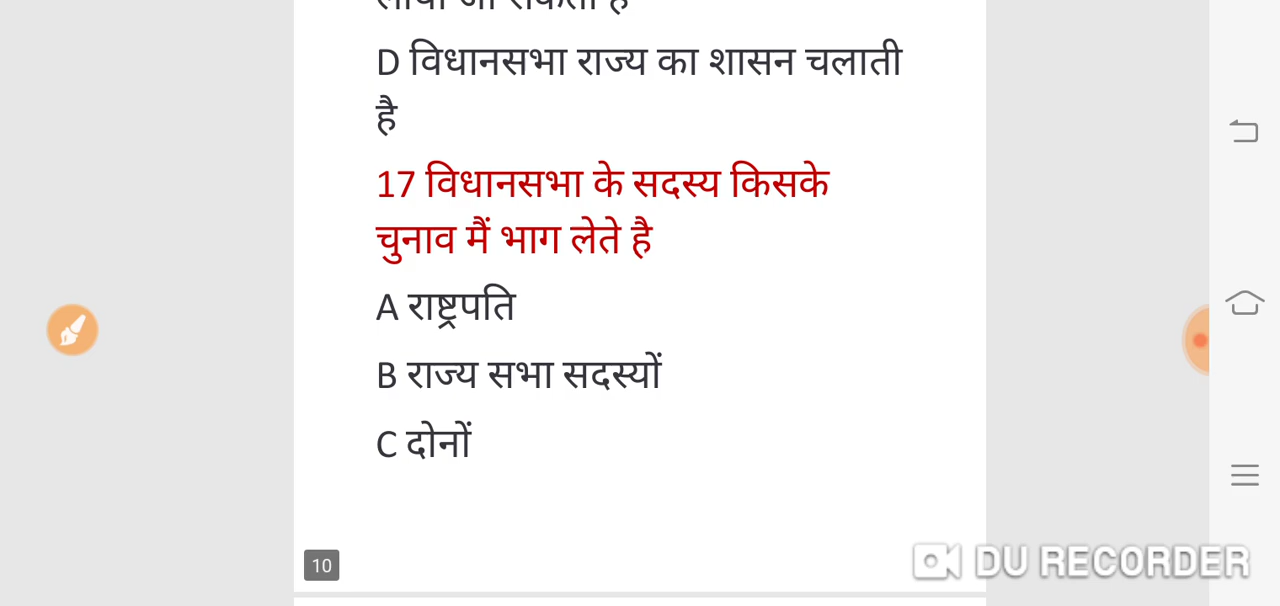 D विधानसभा राज्य का शासन चलाती
है
17 विधानसभा के सदस्य किसके
चुनाव मैं भाग लेते है
A राष्ट्रपति
B राज्य सभा सदस्यों
C दोनों
10
DU RECORDER